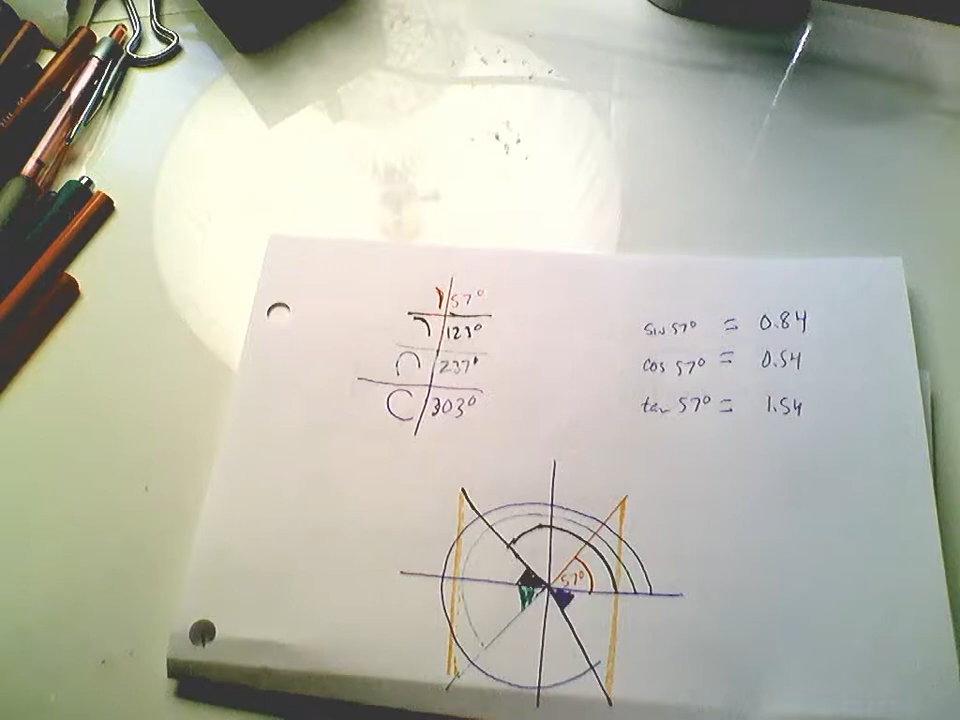 57°
123°
237°
303°
sin 57° = 0.84
cos 57° = 0.54
tan 57° = 1.54
57°